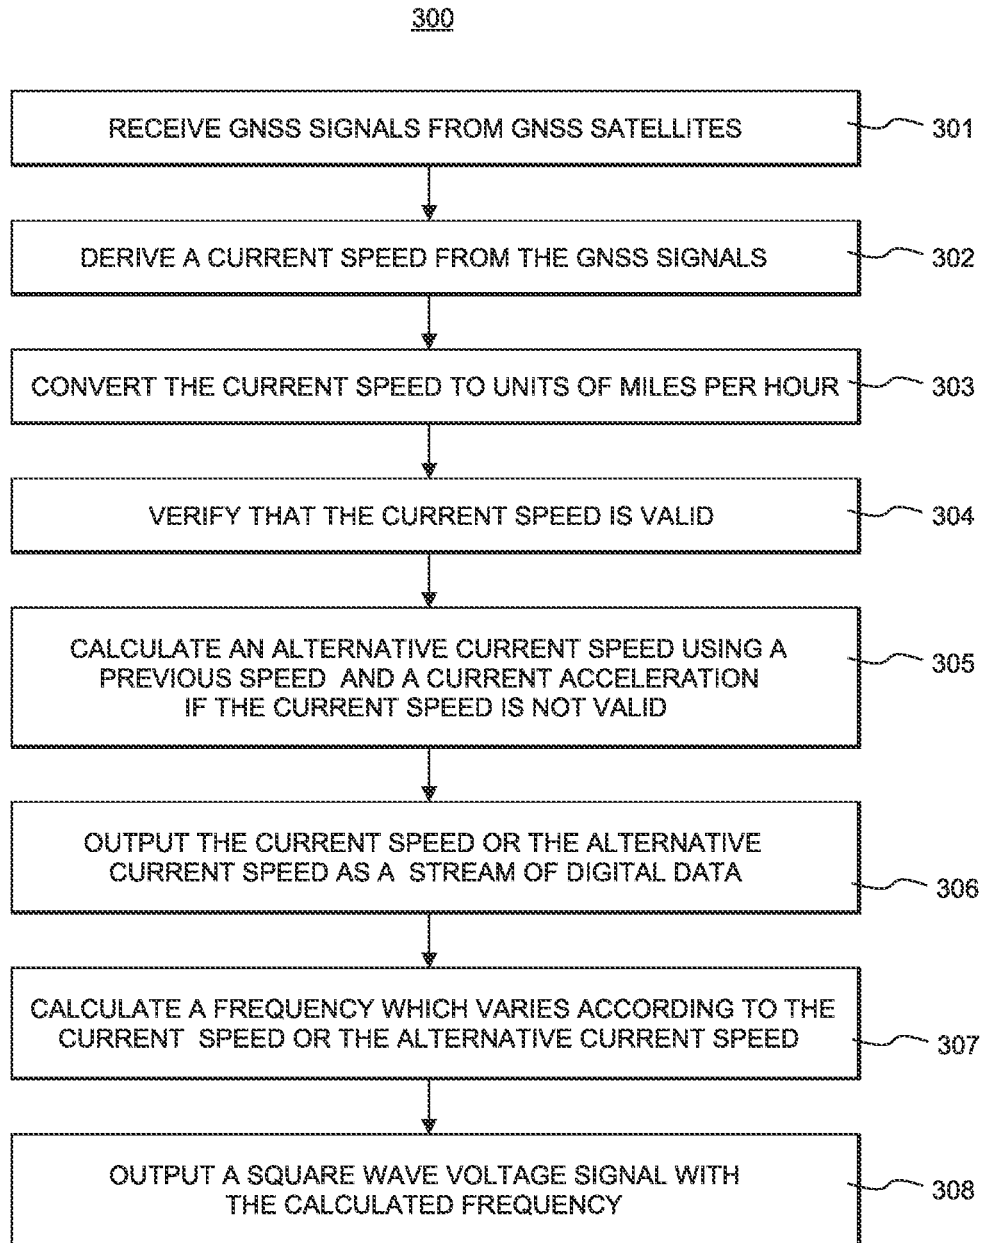 300
RECEIVE GNSS SIGNALS FROM GNSS SATELLITES
301
DERIVE A CURRENT SPEED FROM THE GNSS SIGNALS
302
CONVERT THE CURRENT SPEED TO UNITS OF MILES PER HOUR
303
VERIFY THAT THE CURRENT SPEED IS VALID
304
CALCULATE AN ALTERNATIVE CURRENT SPEED USING A
PREVIOUS SPEED AND A CURRENT ACCELERATION
IF THE CURRENT SPEED IS NOT VALID
305
OUTPUT THE CURRENT SPEED OR THE ALTERNATIVE
CURRENT SPEED AS A STREAM OF DIGITAL DATA
306
CALCULATE A FREQUENCY WHICH VARIES ACCORDING TO THE
CURRENT SPEED OR THE ALTERNATIVE CURRENT SPEED
307
OUTPUT A SQUARE WAVE VOLTAGE SIGNAL WITH
THE CALCULATED FREQUENCY
308